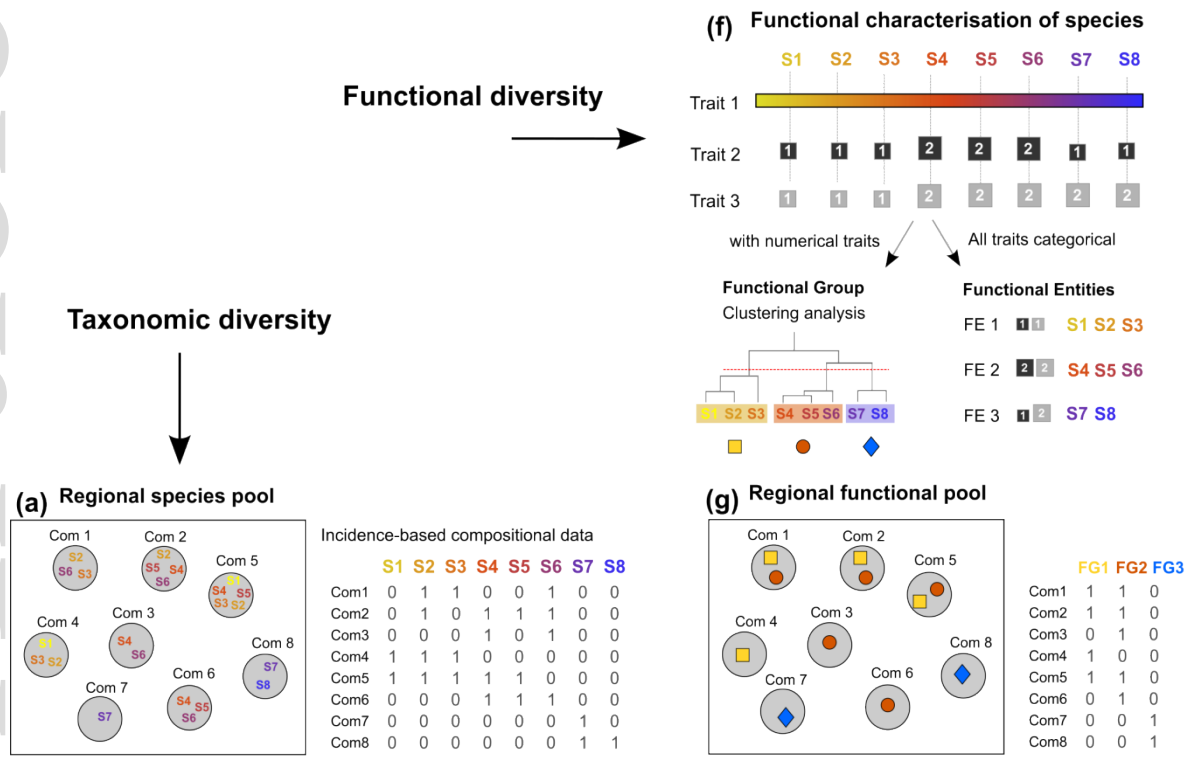 (f) Functional characterisation of species
S1 S2 S3 S4 S5 S6 S7 S8
Functional diversity
Trait 1
Trait 2 1 1 1 2 2 2 1 1
Trait 3 1 1 1 2 2 2 2 2
with numerical traits
All traits categorical
Functional Group
Clustering analysis
S1 S2 S3 S4 S5 S6 S7 S8
Functional Entities
FE 1 1 1 S1 S2 S3
FE 2 2 2 S4 S5 S6
FE 3 1 2 S7 S8
Taxonomic diversity
(a) Regional species pool
Com 1
S2
S6 S3
Com 2
S2
S5 S4
S6
Com 5
S1
S4 S5
S3 S2
Com 4
S1
S3 S2
Com 3
S4
S6
Com 8
S7
S8
Com 7
S7
Com 6
S4
S5
S6
Incidence-based compositional data
S1 S2 S3 S4 S5 S6 S7 S8
Com1 0 1 1 0 0 1 0 0
Com2 0 1 0 1 1 1 0 0
Com3 0 0 0 1 0 1 0 0
Com4 1 1 1 0 0 0 0 0
Com5 1 1 1 1 1 0 0 0
Com6 0 0 0 1 1 1 0 0
Com7 0 0 0 0 0 0 1 0
Com8 0 0 0 0 0 0 1 1
(g) Regional functional pool
Com 1
Com 2
Com 5
Com 4
Com 3
Com 8
Com 7
Com 6
FG1 FG2 FG3
Com1 1 1 0
Com2 1 1 0
Com3 0 1 0
Com4 1 0 0
Com5 1 1 0
Com6 0 1 0
Com7 0 0 1
Com8 0 0 1